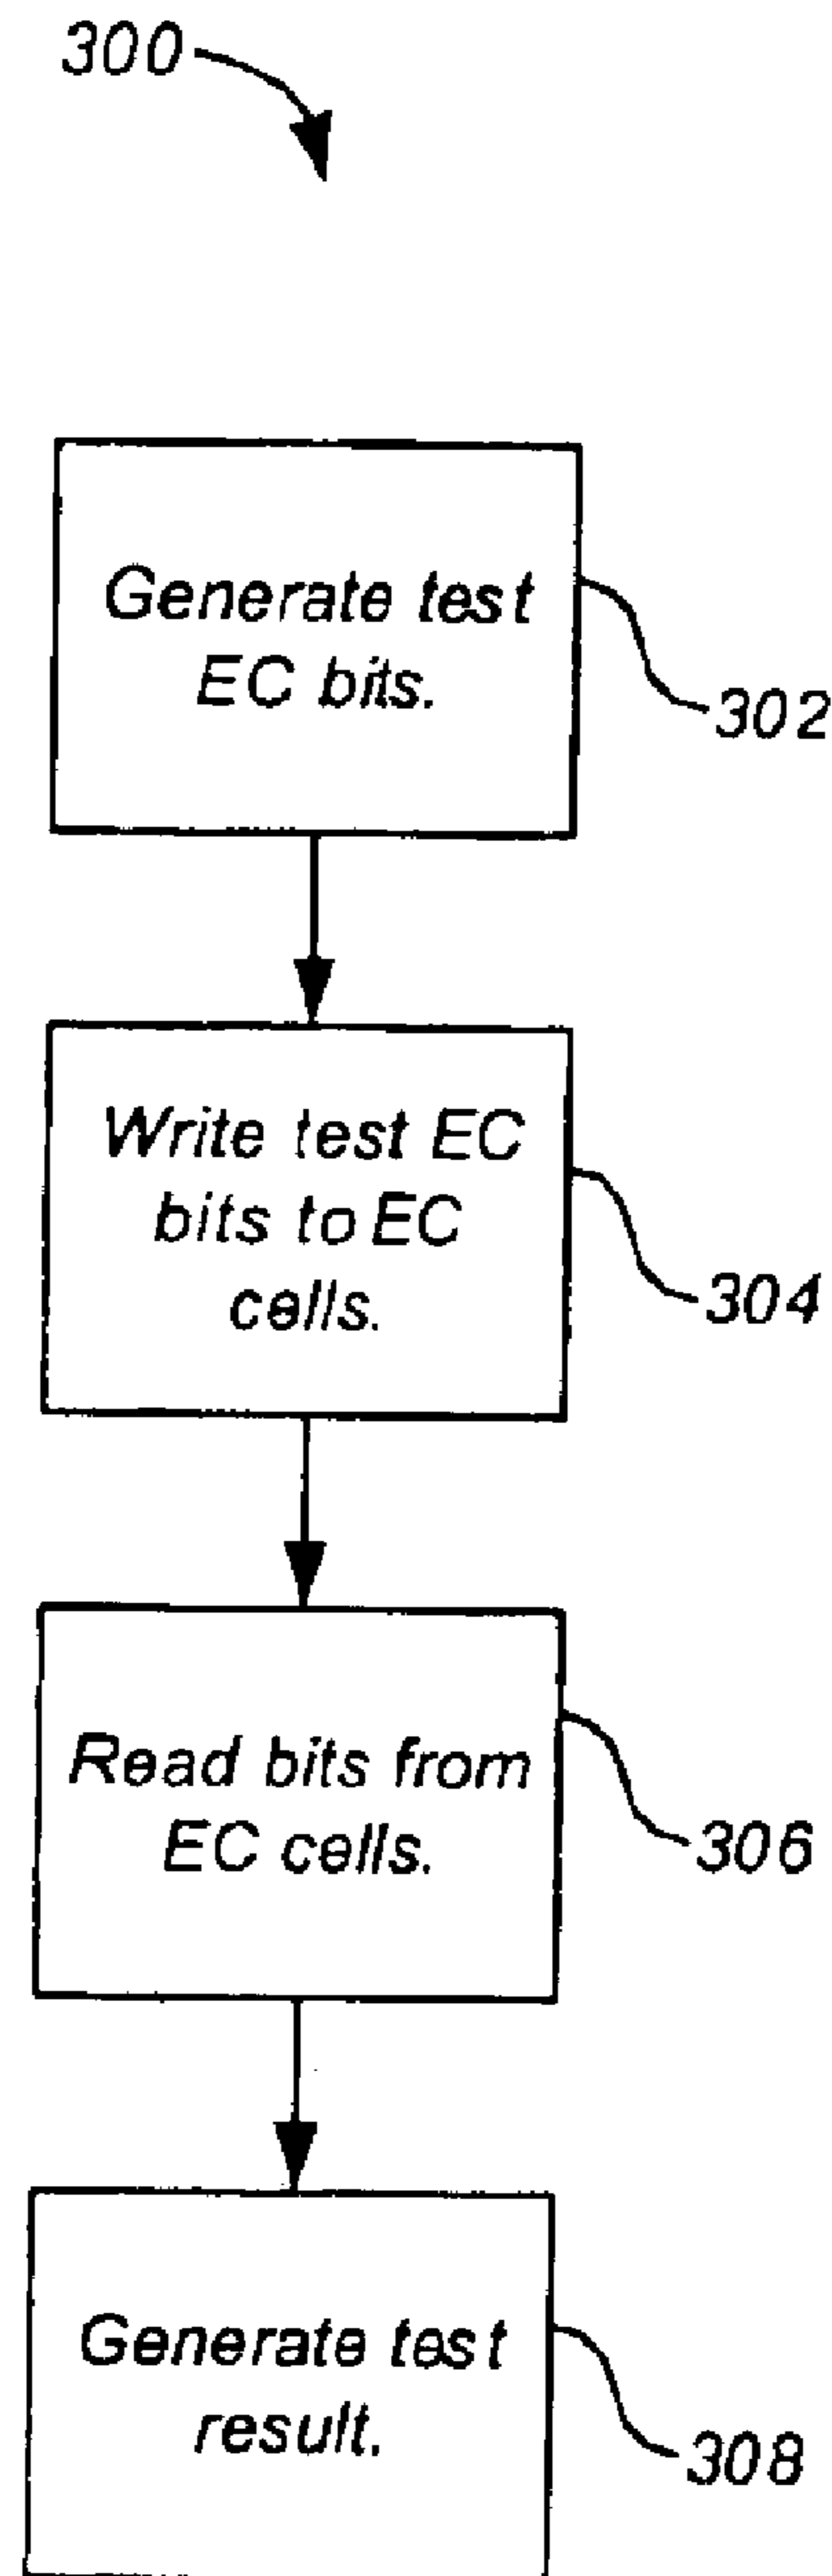 300
Generate test
EC bits.
302
Write test EC
bits to EC
cells.
304
Read bits from
EC cells.
306
Generate test
result.
308